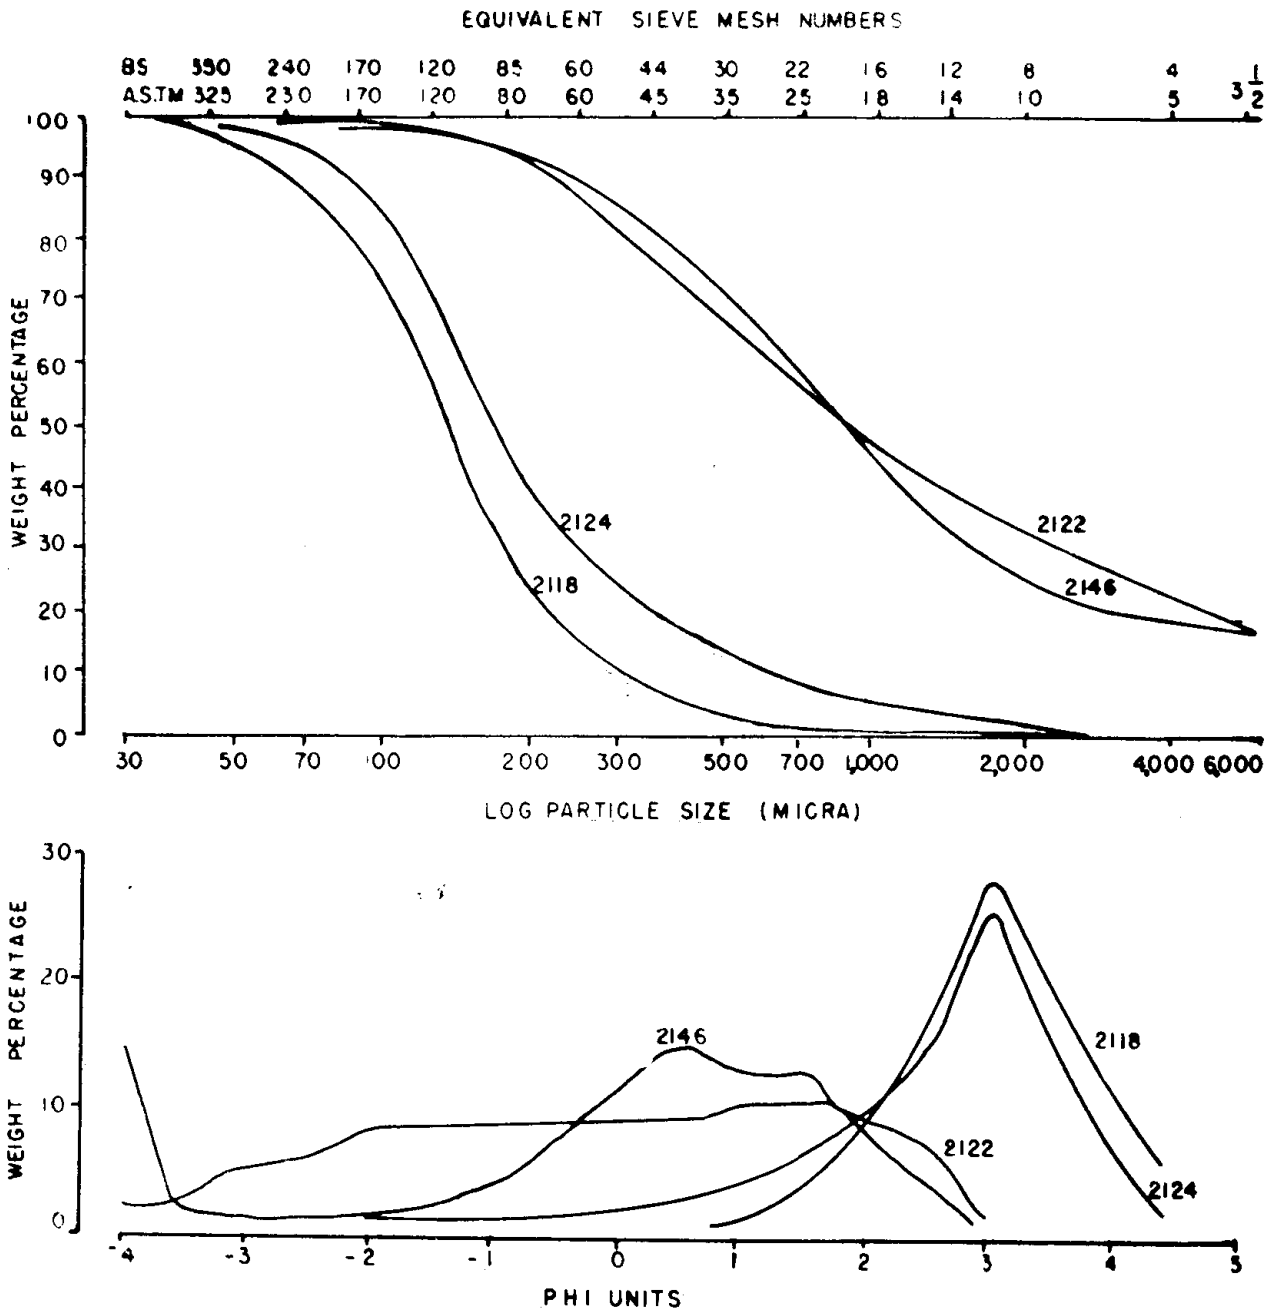 EQUIVALENT SIEVE MESH NUMBERS
BS 350 240 170 120 85 60 44 30 22 16 12 8 4
A.S.T.M 325 230 170 120 80 60 45 35 25 18 14 10 5 3 1/2
100
90
80
70
60
50
40
30
20
10
0
WEIGHT PERCENTAGE
2124
2118
2122
2146
30 50 70 100 200 300 500 700 1,000 2,000 4,000 6,000
LOG PARTICLE SIZE (MICRA)
30
20
10
0
WEIGHT PERCENTAGE
2146
2118
2122
2124
-4 -3 -2 -1 0 1 2 3 4 5
PHI UNITS